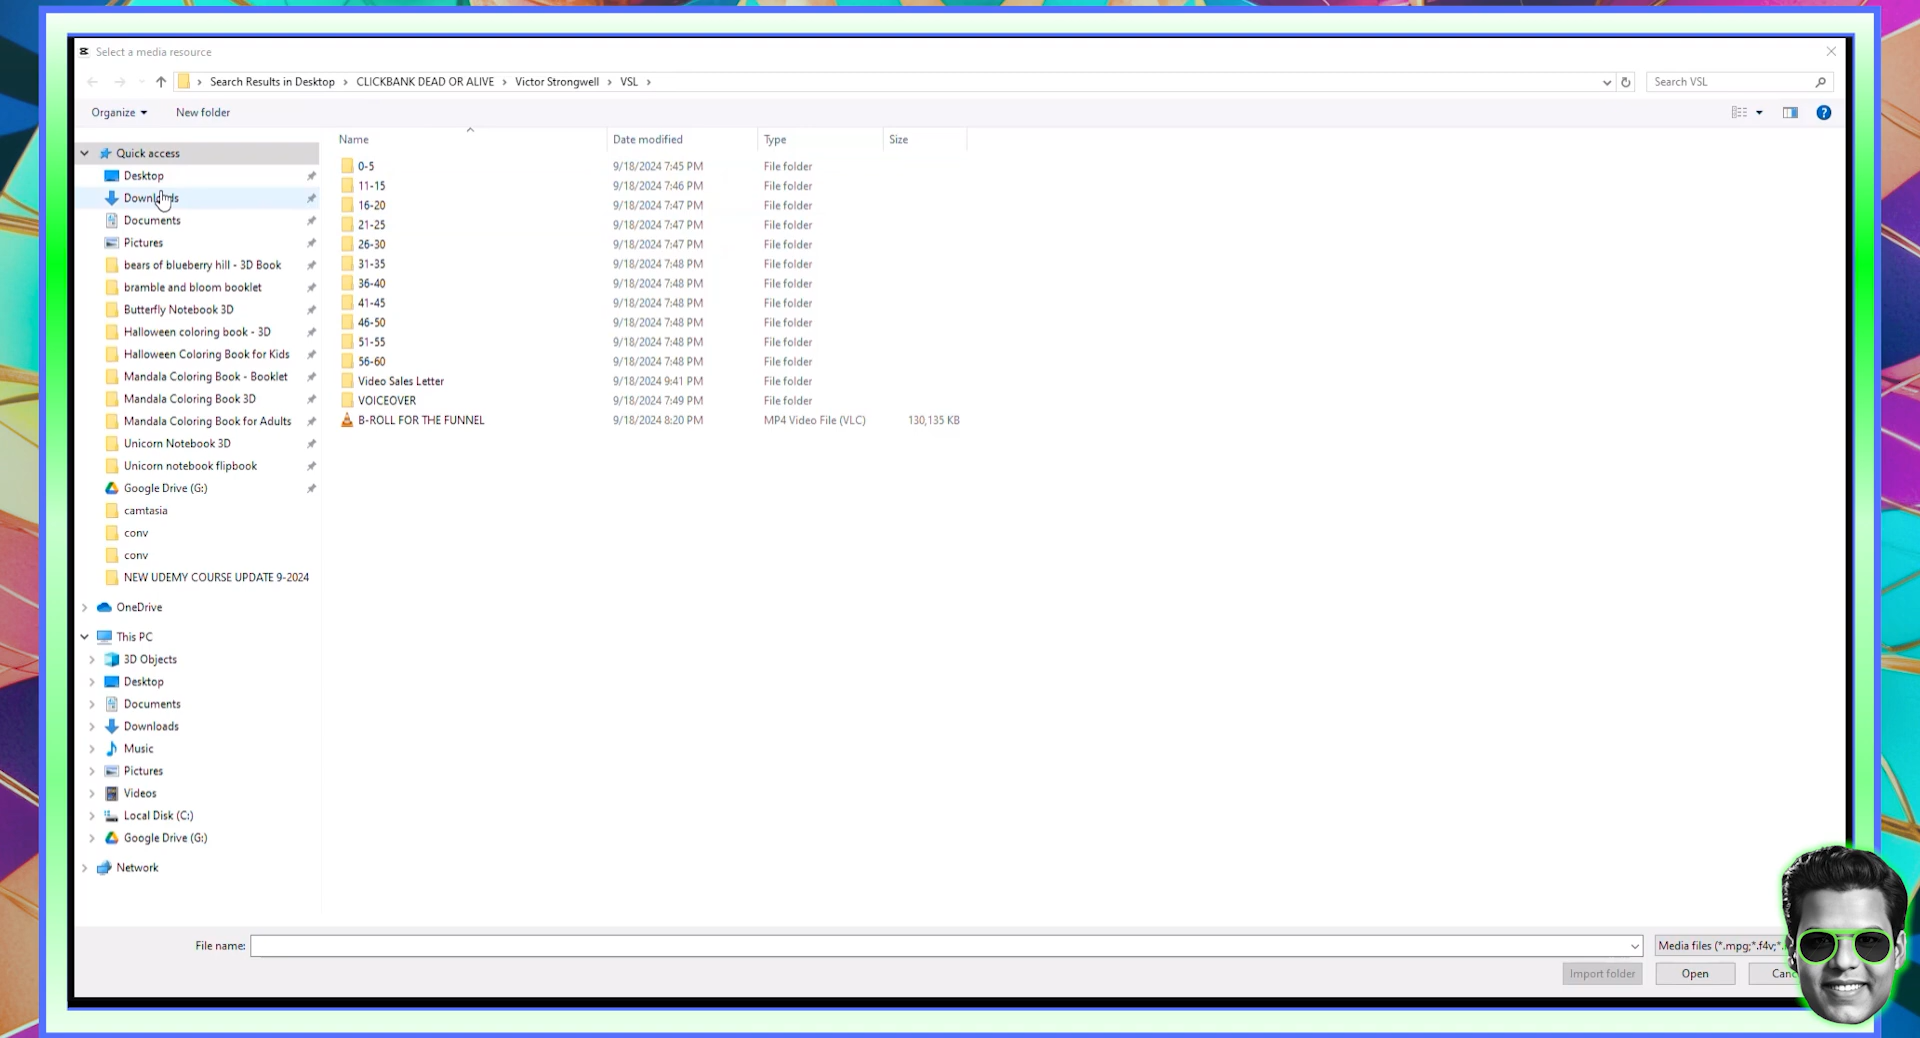 Select a media resource
Search Results in Desktop › CLICKBANK DEAD OR ALIVE › Victor Strongwell › VSL ›
Search VSL
Organize
New folder
Name
Date modified
Type
Size
Quick access
Desktop
Downloads
Documents
Pictures
bears of blueberry hill - 3D Book
bramble and bloom booklet
Butterfly Notebook 3D
Halloween coloring book - 3D
Halloween Coloring Book for Kids
Mandala Coloring Book - Booklet
Mandala Coloring Book 3D
Mandala Coloring Book for Adults
Unicorn Notebook 3D
Unicorn notebook flipbook
Google Drive (G:)
camtasia
conv
conv
NEW UDEMY COURSE UPDATE 9-2024
OneDrive
This PC
3D Objects
Desktop
Documents
Downloads
Music
Pictures
Videos
Local Disk (C:)
Google Drive (G:)
Network
0-5 9/18/2024 7:45 PM File folder
11-15 9/18/2024 7:46 PM File folder
16-20 9/18/2024 7:47 PM File folder
21-25 9/18/2024 7:47 PM File folder
26-30 9/18/2024 7:47 PM File folder
31-35 9/18/2024 7:48 PM File folder
36-40 9/18/2024 7:48 PM File folder
41-45 9/18/2024 7:48 PM File folder
46-50 9/18/2024 7:48 PM File folder
51-55 9/18/2024 7:48 PM File folder
56-60 9/18/2024 7:48 PM File folder
Video Sales Letter 9/18/2024 9:41 PM File folder
VOICEOVER 9/18/2024 7:49 PM File folder
B-ROLL FOR THE FUNNEL 9/18/2024 8:20 PM MP4 Video File (VLC) 130,135 KB
File name:
Media files (*.mpg;*.f4v;*.
Import folder
Open
Canc